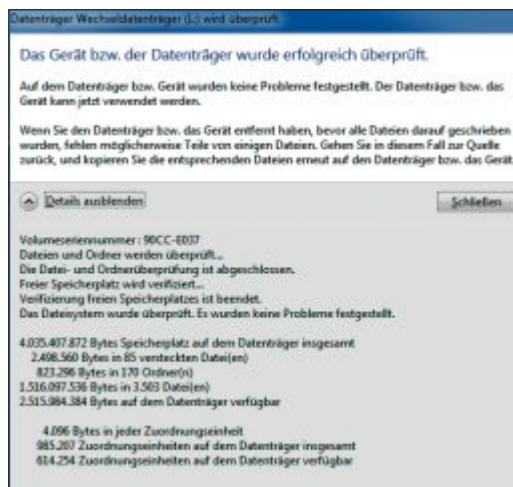 Datenträger Wechseldatenträger (L:) wird überprüft
Das Gerät bzw. der Datenträger wurde erfolgreich überprüft.
Auf dem Datenträger bzw. Gerät wurden keine Probleme festgestellt. Der Datenträger bzw. das
Gerät kann jetzt verwendet werden.
Wenn Sie den Datenträger bzw. das Gerät entfernt haben, bevor alle Dateien darauf geschrieben
wurden, fehlen möglicherweise Teile von einigen Dateien. Gehen Sie in diesem Fall zur Quelle
zurück, und kopieren Sie die entsprechenden Dateien erneut auf den Datenträger bzw. das Gerät
Details ausblenden
Schließen
Volumeseriennummer : 90CC-E037
Dateien und Ordner werden überprüft...
Die Datei- und Ordnerüberprüfung ist abgeschlossen.
Freier Speicherplatz wird verifiziert...
Verifizierung freien Speicherplatzes ist beendet.
Das Dateisystem wurde überprüft. Es wurden keine Probleme festgestellt.
4.035.407.872 Bytes Speicherplatz auf dem Datenträger insgesamt
2.498.560 Bytes in 85 versteckten Datei(en)
823.296 Bytes in 170 Ordner(n)
1.516.097.536 Bytes in 3.503 Datei(en)
2.515.984.384 Bytes auf dem Datenträger verfügbar
4.096 Bytes in jeder Zuordnungseinheit
985.207 Zuordnungseinheiten auf dem Datenträger insgesamt
614.254 Zuordnungseinheiten auf dem Datenträger verfügbar